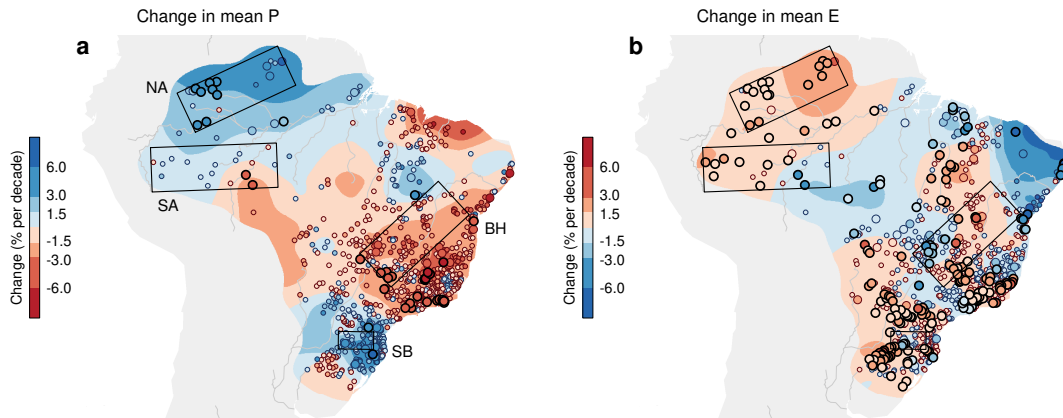 Change in mean P
Change in mean E
a
b
NA
SA
BH
SB
Change (% per decade)
6.0
3.0
1.5
-1.5
-3.0
-6.0
Change (% per decade)
6.0
3.0
1.5
-1.5
-3.0
-6.0